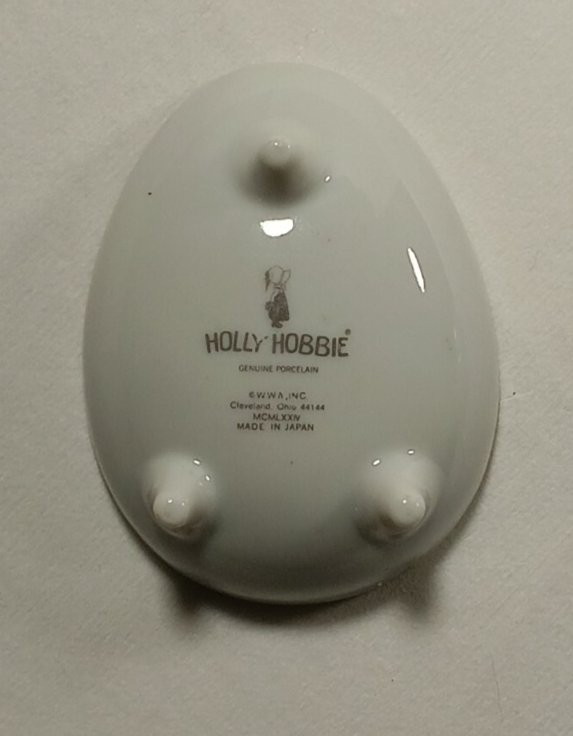 HOLLY HOBBIE®
GENUINE PORCELAIN
© W W A, INC.
Cleveland, Ohio 44144
MCMLXXIV
MADE IN JAPAN